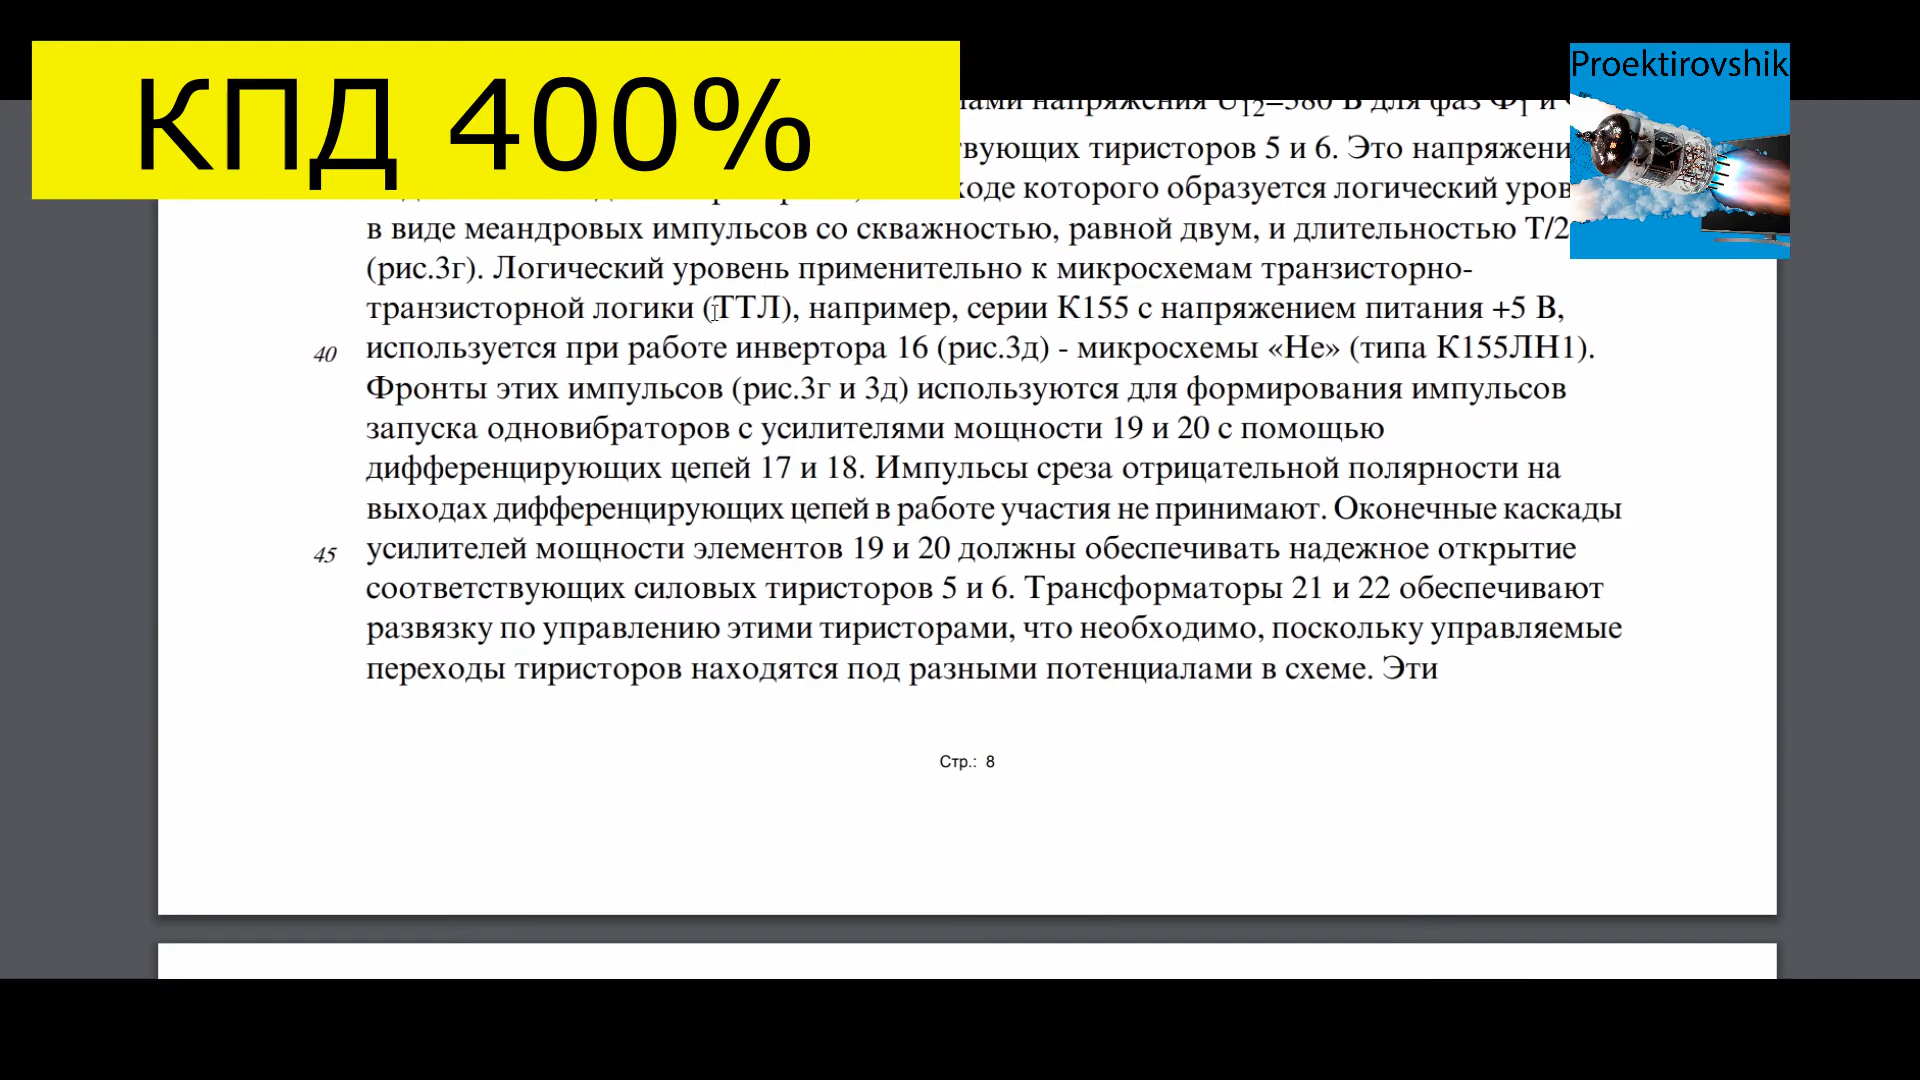 КПД 400%
Proektirovshik
напряжения U12=380 В для фаз Ф1 и
тиристоров 5 и 6. Это
которого образуется логический
в виде меандровых импульсов со скважностью, равной двум, и длительностью Т/2
(рис.3г). Логический уровень применительно к микросхемам транзисторно-
транзисторной логики (ТТЛ), например, серии К155 с напряжением питания +5 В,
40 используется при работе инвертора 16 (рис.3д) - микросхемы «Не» (типа К155ЛН1).
Фронты этих импульсов (рис.3г и 3д) используются для формирования импульсов
запуска одновибраторов с усилителями мощности 19 и 20 с помощью
дифференцирующих цепей 17 и 18. Импульсы среза отрицательной полярности на
выходах дифференцирующих цепей в работе участия не принимают. Оконечные каскады
45 усилителей мощности элементов 19 и 20 должны обеспечивать надежное открытие
соответствующих силовых тиристоров 5 и 6. Трансформаторы 21 и 22 обеспечивают
развязку по управлению этими тиристорами, что необходимо, поскольку управляемые
переходы тиристоров находятся под разными потенциалами в схеме. Эти
Стр.: 8